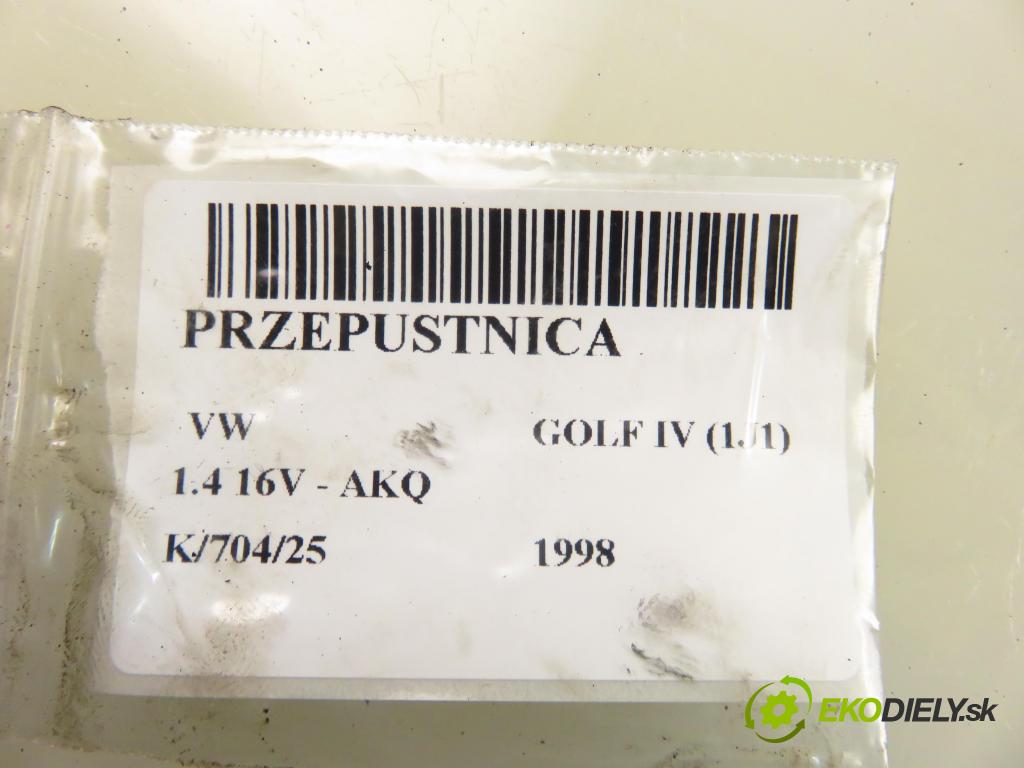 PRZEPUSTNICA
VW GOLF IV (1J1)
1.4 16V - AKQ
K/704/25 1998
EKODIELY.sk